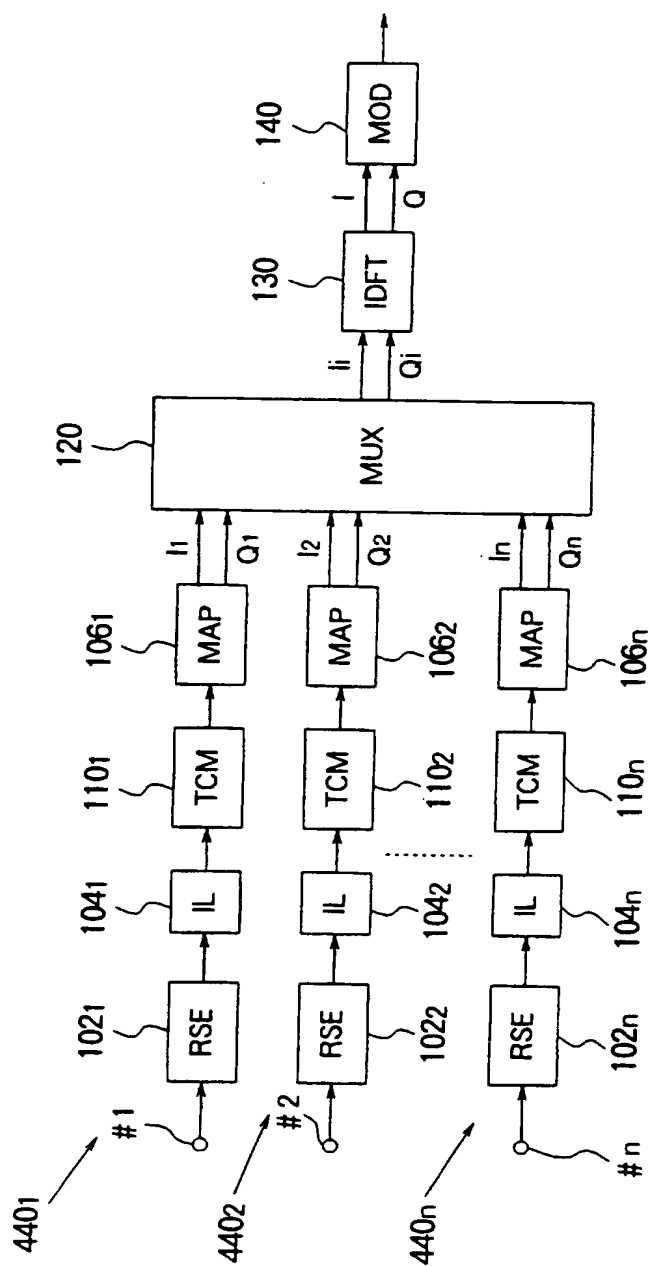 440₁
#1
102₁
RSE
104₁
IL
110₁
TCM
106₁
MAP
I₁
Q₁
440₂
#2
RSE
102₂
IL
104₂
TCM
110₂
MAP
106₂
I₂
Q₂
440n
#n
RSE
102n
IL
104n
TCM
110n
MAP
106n
In
Qn
120
MUX
Ii
Qi
130
IDFT
I
Q
140
MOD